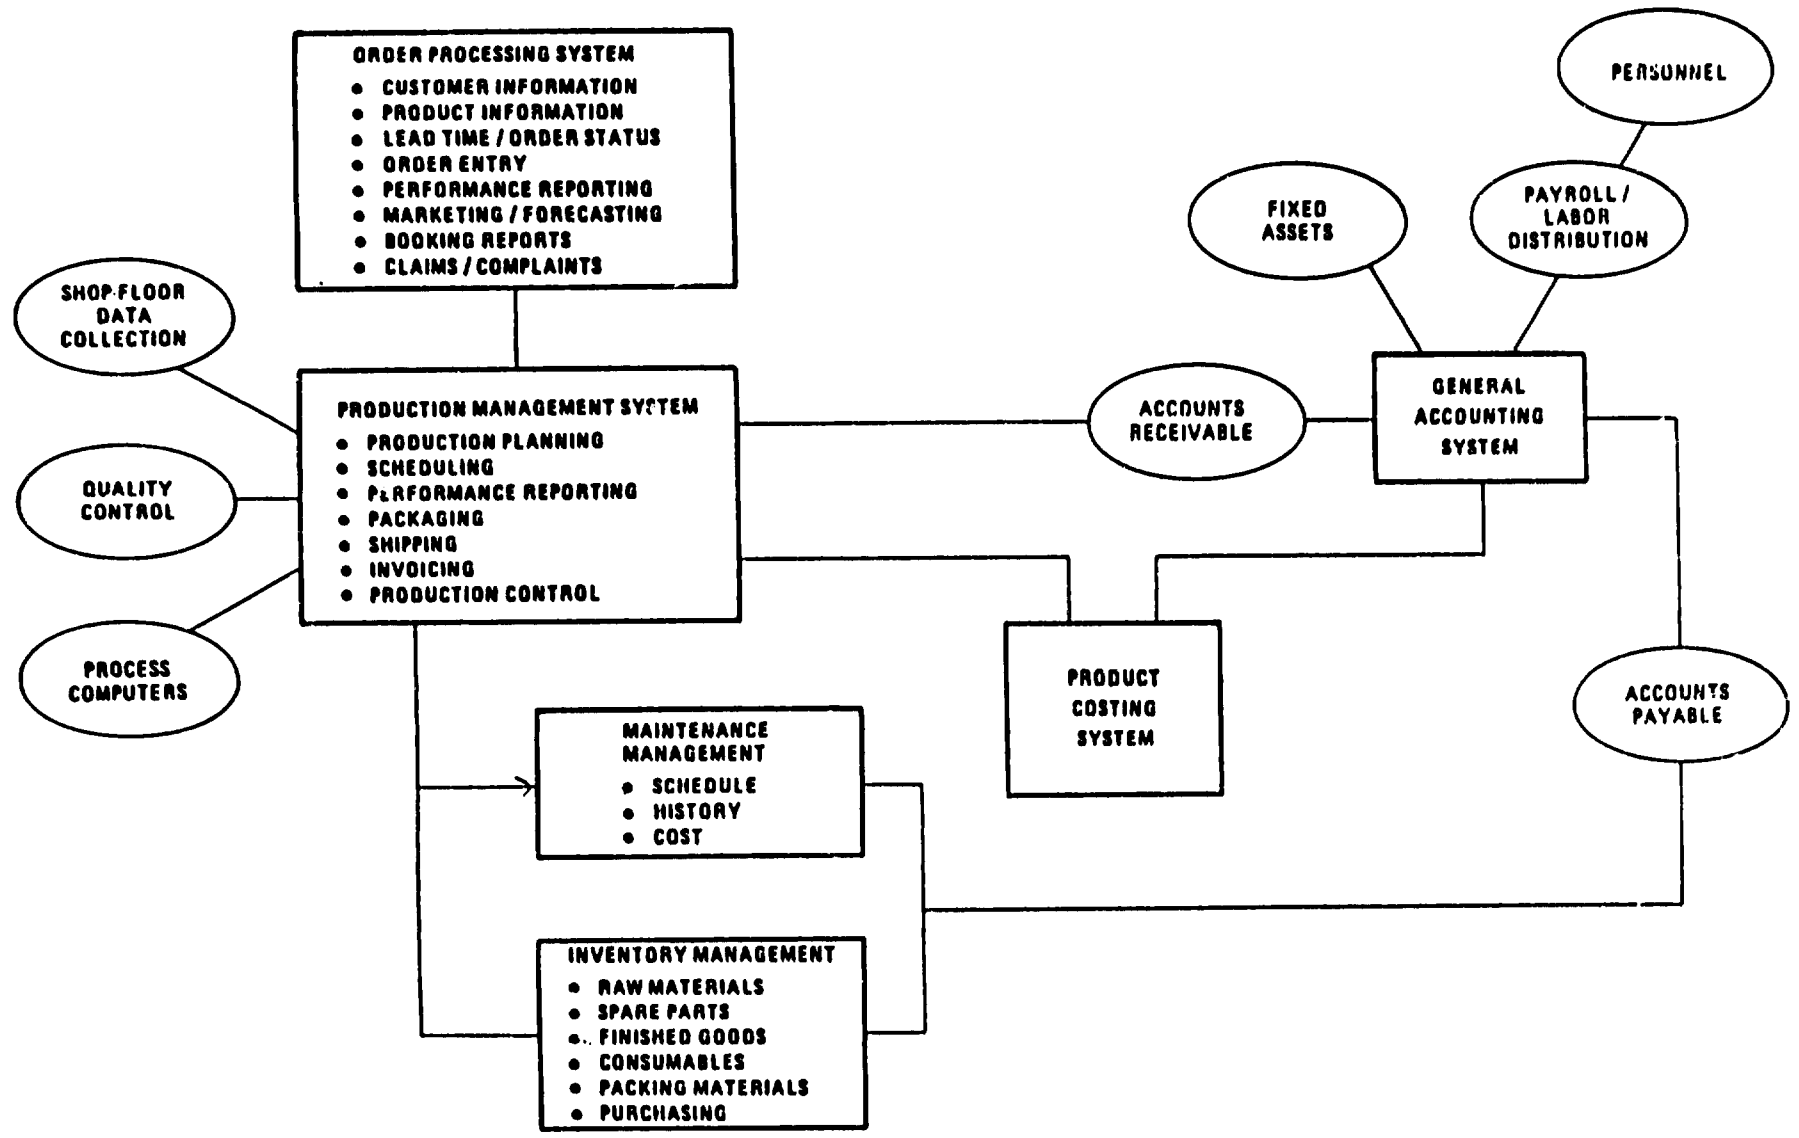 ORDER PROCESSING SYSTEM
● CUSTOMER INFORMATION
● PRODUCT INFORMATION
● LEAD TIME / ORDER STATUS
● ORDER ENTRY
● PERFORMANCE REPORTING
● MARKETING / FORECASTING
● BOOKING REPORTS
● CLAIMS / COMPLAINTS
PERSONNEL
FIXED
ASSETS
PAYROLL /
LABOR
DISTRIBUTION
SHOP-FLOOR
DATA
COLLECTION
QUALITY
CONTROL
PROCESS
COMPUTERS
PRODUCTION MANAGEMENT SYSTEM
● PRODUCTION PLANNING
● SCHEDULING
● PERFORMANCE REPORTING
● PACKAGING
● SHIPPING
● INVOICING
● PRODUCTION CONTROL
ACCOUNTS
RECEIVABLE
GENERAL
ACCOUNTING
SYSTEM
PRODUCT
COSTING
SYSTEM
ACCOUNTS
PAYABLE
MAINTENANCE
MANAGEMENT
● SCHEDULE
● HISTORY
● COST
INVENTORY MANAGEMENT
● RAW MATERIALS
● SPARE PARTS
● FINISHED GOODS
● CONSUMABLES
● PACKING MATERIALS
● PURCHASING